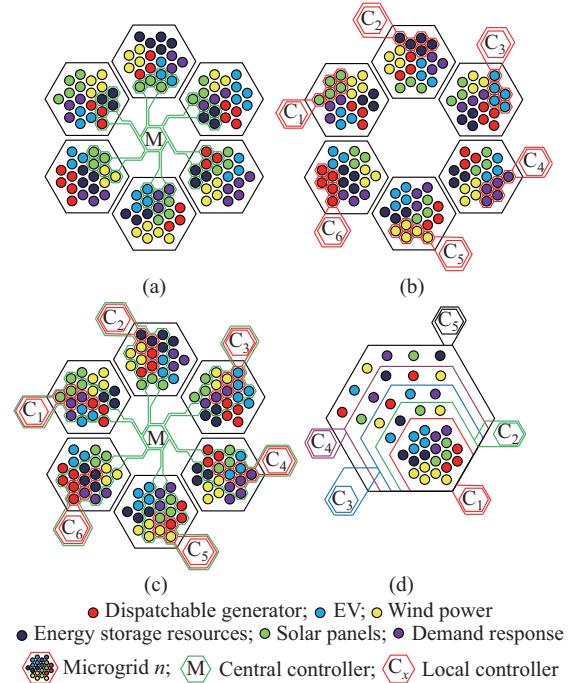 C2
C3
C1
M
C4
C6
C5
(a)
(b)
C2
C3
C5
C1
M
C4
C2
C4
C3
C1
C6
C5
(c)
(d)
Dispatchable generator; EV; Wind power
Energy storage resources; Solar panels; Demand response
Microgrid n; M Central controller; Cx Local controller